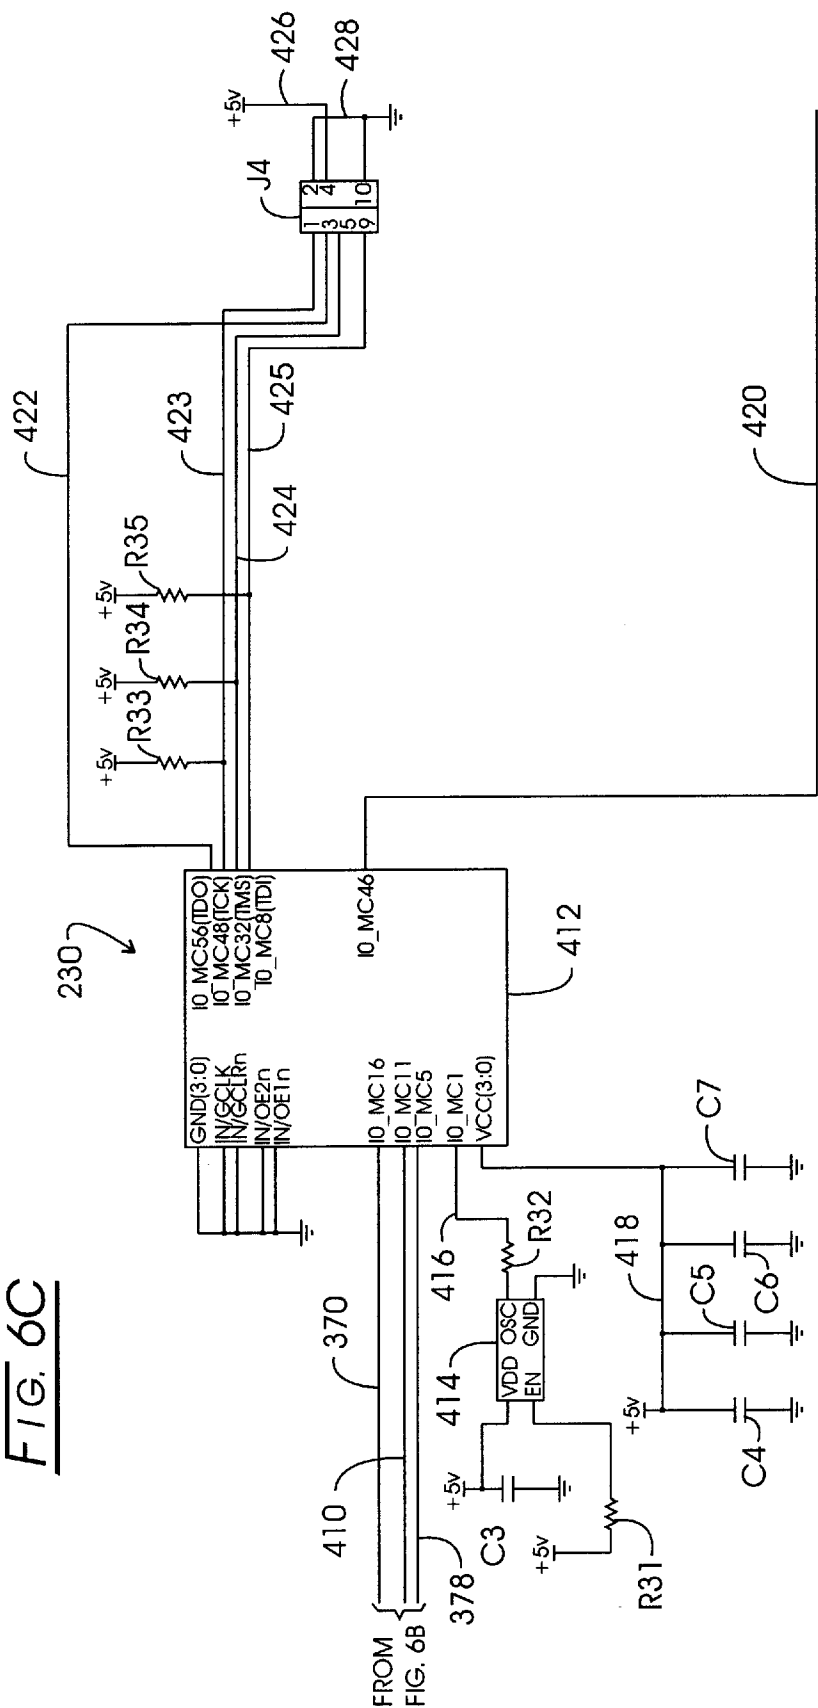 FIG. 6C
230
422
423
424
425
426
428
J4
+5v
1
3
5
9
2
4
10
+5v
R33
+5v
R34
+5v
R35
GND(3:0)
IN/GCLK
IN/GCLRn
IN/OE2n
IN/OE1n
IO_MC16
IO_MC11
IO_MC5
IO_MC1
VCC(3:0)
IO_MC56(TDO)
IO_MC48(TCK)
IO_MC32(TMS)
IO_MC8(TDI)
IO_MC46
412
420
FROM
FIG. 6B
370
410
378
416
R32
414
VDD OSC
EN GND
+5v
C3
+5v
R31
418
+5v
C4
C5
C6
C7